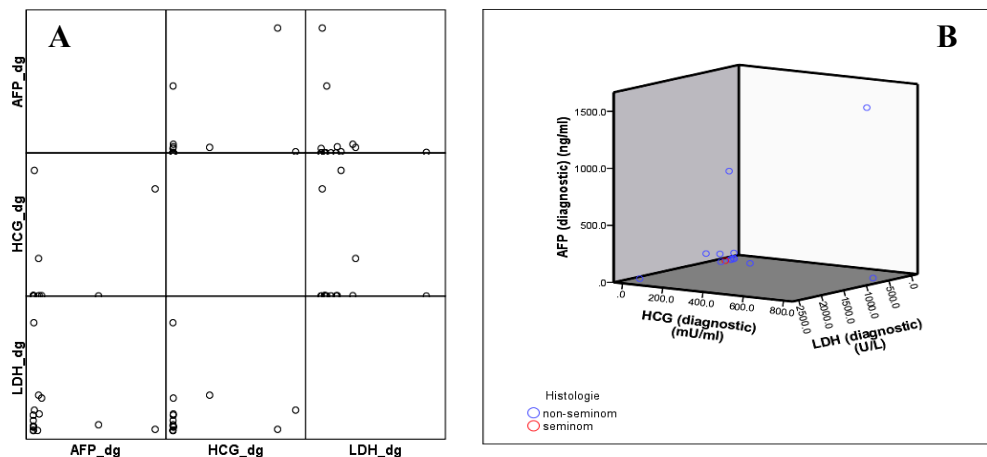 A
AFP_dg
HCG_dg
LDH_dg
AFP_dg
HCG_dg
LDH_dg
B
AFP (diagnostic) (ng/ml)
1500.0
1000.0
500.0
.0
.0
200.0
400.0
600.0
800.0
HCG (diagnostic)
(mU/ml)
2500.0
2000.0
1500.0
1000.0
500.0
.0
LDH (diagnostic)
(U/L)
Histologie
non-seminom
seminom